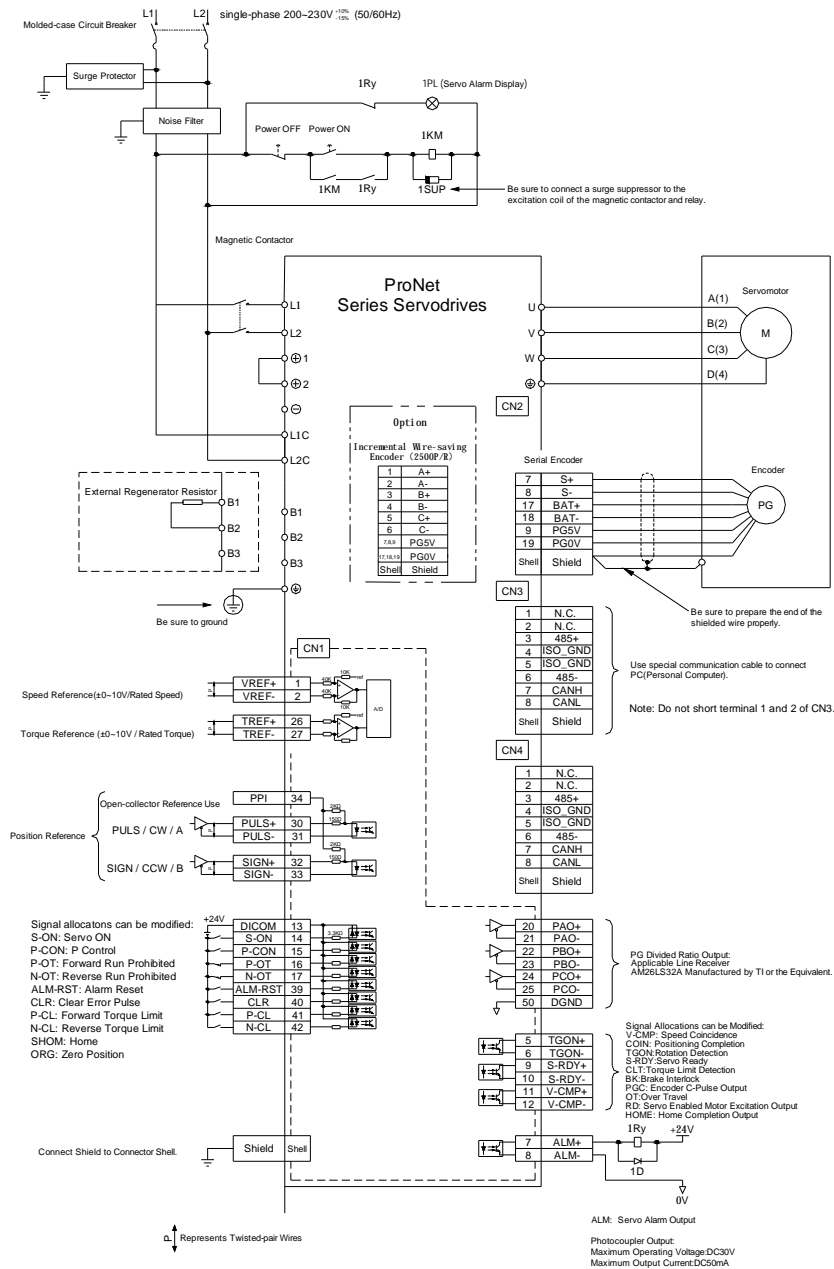 L1 L2 single-phase 200~230V +10% -15% (50/60Hz)
Molded-case Circuit Breaker
Surge Protector
Noise Filter
1Ry 1PL (Servo Alarm Display)
Power OFF Power ON 1KM
1KM 1Ry 1SUP
Be sure to connect a surge suppressor to the
excitation coil of the magnetic contactor and relay.
Magnetic Contactor
ProNet
Series Servodrives
L1
L2
1
2
L1C
L2C
B1
B2
B3
External Regenerator Resistor
B1
B2
B3
Be sure to ground
U
V
W
A(1)
B(2)
C(3)
D(4)
Servomotor
M
CN2
Option
Incremental Wire-saving
Encoder (2500P/R)
1 A+
2 A-
3 B+
4 B-
5 C+
6 C-
7,8,9 PG5V
17,18,19 PG0V
Shell Shield
Serial Encoder
7 S+
8 S-
17 BAT+
18 BAT-
9 PG5V
19 PG0V
Shell Shield
Encoder
PG
Be sure to prepare the end of the
shielded wire properly.
CN3
1 N.C.
2 N.C.
3 485+
4 ISO_GND
5 ISO_GND
6 485-
7 CANH
8 CANL
Shell Shield
Use special communication cable to connect
PC(Personal Computer).
Note: Do not short terminal 1 and 2 of CN3.
CN4
1 N.C.
2 N.C.
3 485+
4 ISO_GND
5 ISO_GND
6 485-
7 CANH
8 CANL
Shell Shield
CN1
Speed Reference(±0~10V/Rated Speed)
P
VREF+ 1
VREF- 2
40K
40K
10K
10K
ref
A/D
Torque Reference (±0~10V / Rated Torque)
P
TREF+ 26
TREF- 27
ref
Position Reference
Open-collector Reference Use
PPI 34
PULS / CW / A
P
PULS+ 30
PULS- 31
2KΩ
150Ω
SIGN / CCW / B
P
SIGN+ 32
SIGN- 33
2KΩ
150Ω
Signal allocatons can be modified:
S-ON: Servo ON
P-CON: P Control
P-OT: Forward Run Prohibited
N-OT: Reverse Run Prohibited
ALM-RST: Alarm Reset
CLR: Clear Error Pulse
P-CL: Forward Torque Limit
N-CL: Reverse Torque Limit
SHOM: Home
ORG: Zero Position
+24V
DICOM 13
S-ON 14
P-CON 15
P-OT 16
N-OT 17
ALM-RST 39
CLR 40
P-CL 41
N-CL 42
3.3KΩ
20 PAO+
21 PAO-
22 PBO+
23 PBO-
24 PCO+
25 PCO-
50 DGND
PG Divided Ratio Output:
Applicable Line Receiver
AM26LS32A Manufactured by TI or the Equivalent.
5 TGON+
6 TGON-
9 S-RDY+
10 S-RDY-
11 V-CMP+
12 V-CMP-
Signal Allocations can be Modified:
V-CMP: Speed Coincidence
COIN: Positioning Completion
TGON:Rotation Detection
S-RDY:Servo Ready
CLT:Torque Limit Detection
BK:Brake Interlock
PGC: Encoder C-Pulse Output
OT:Over Travel
RD: Servo Enabled Motor Excitation Output
HOME: Home Completion Output
Connect Shield to Connector Shell.
Shield Shell
7 ALM+
8 ALM-
1Ry
+24V
1D
0V
ALM: Servo Alarm Output
P Represents Twisted-pair Wires
Photocoupler Output:
Maximum Operating Voltage:DC30V
Maximum Output Current:DC50mA